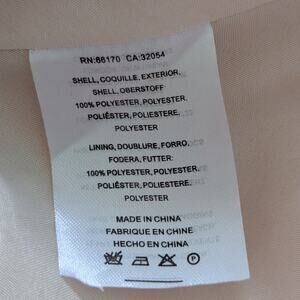 RN:66170 CA:32054
SHELL, COQUILLE, EXTERIOR,
SHELL, OBERSTOFF
100% POLYESTER, POLYESTER,
POLIÉSTER, POLIESTERE,
POLYESTER
LINING, DOUBLURE, FORRO,
FODERA, FUTTER:
100% POLYESTER, POLYESTER,
POLIÉSTER, POLIESTERE,
POLYESTER
MADE IN CHINA
FABRIQUE EN CHINE
HECHO EN CHINA